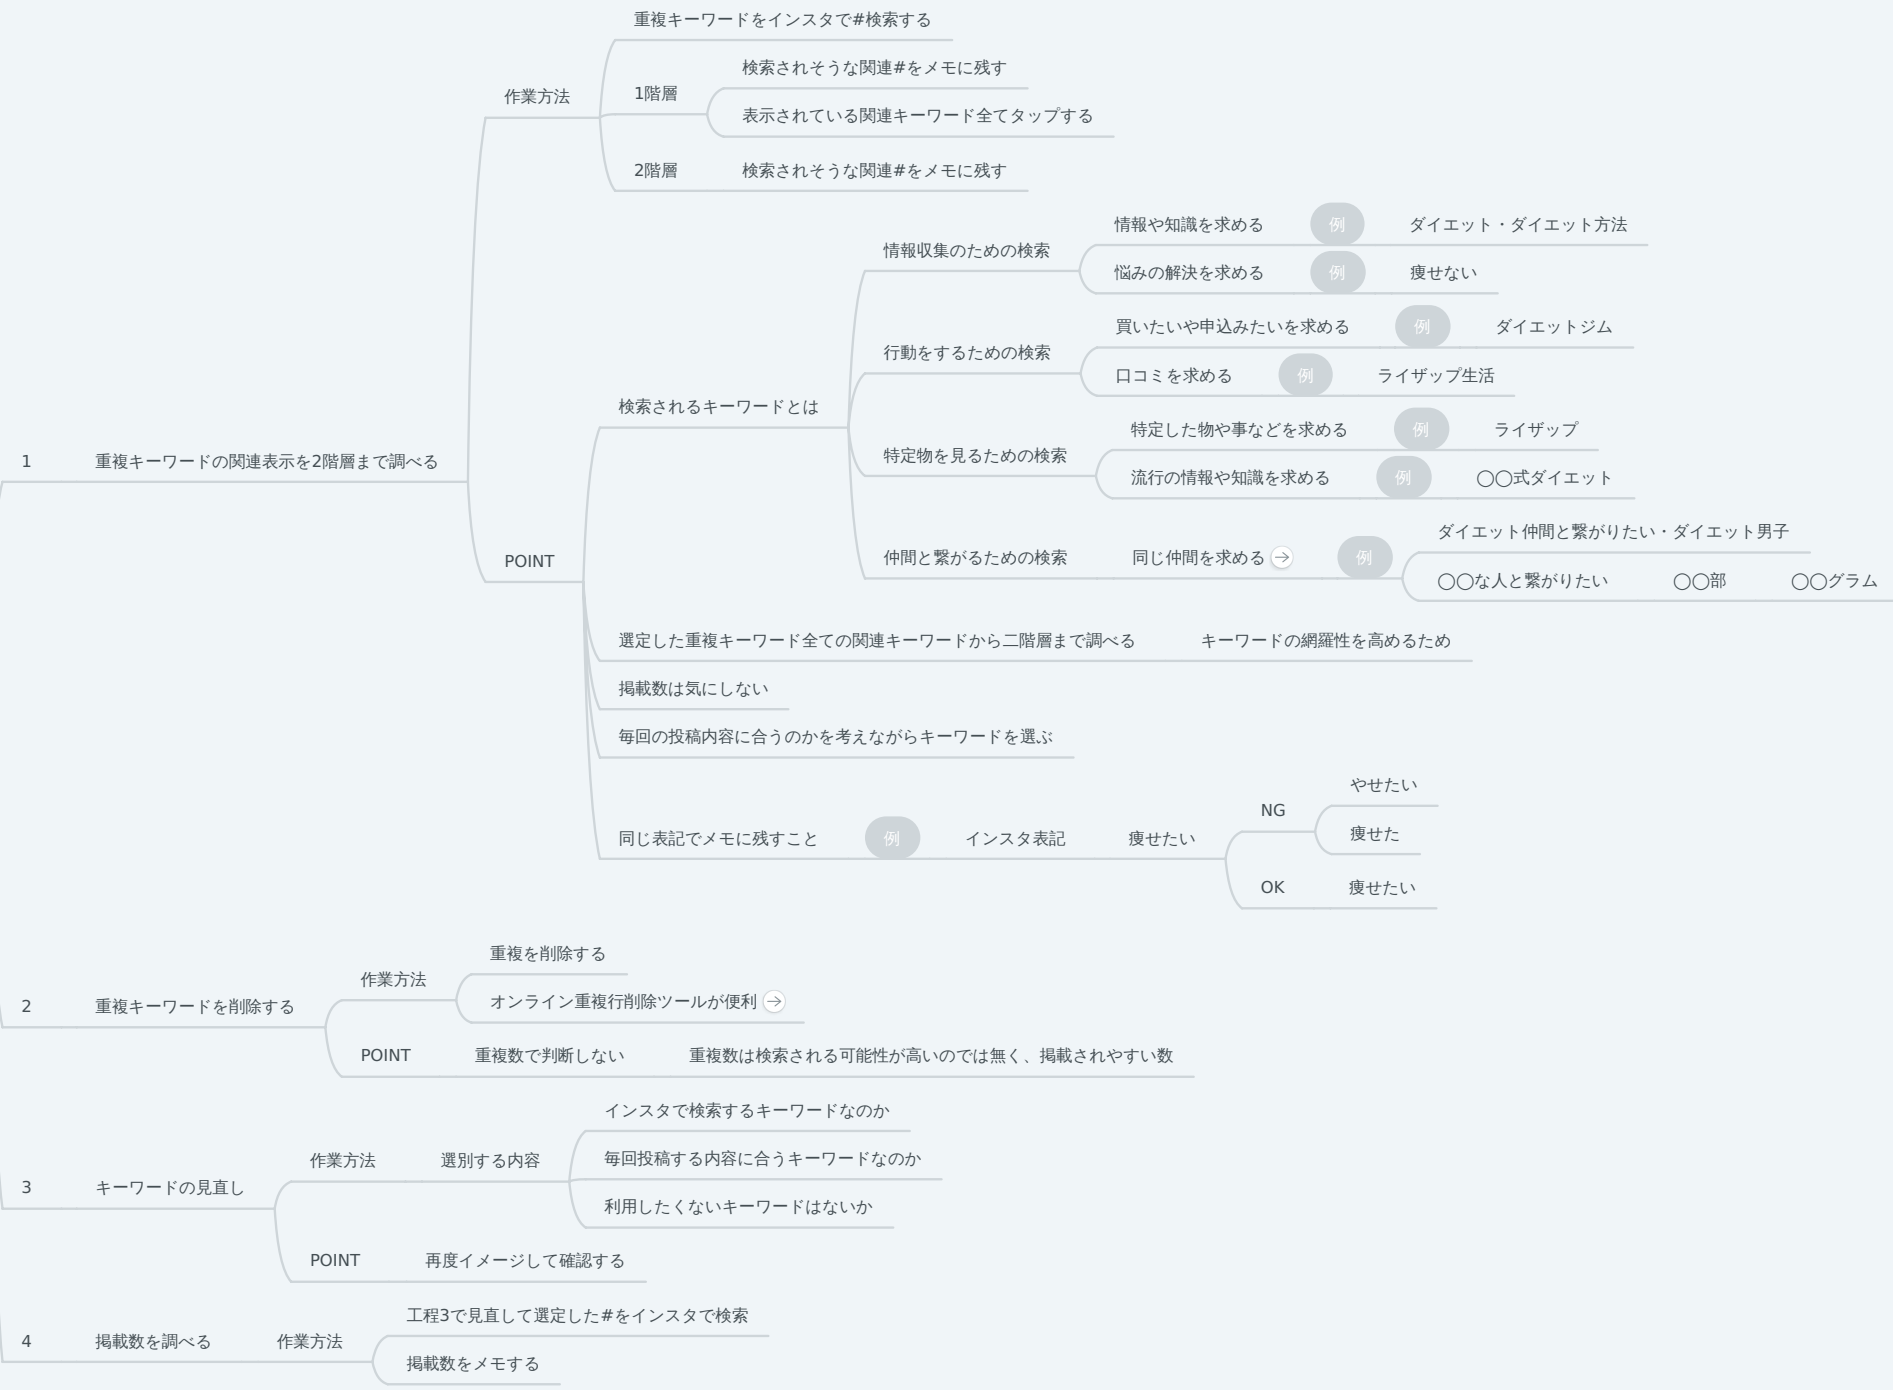 重複キーワードをインスタで#検索する
検索されそうな関連#をメモに残す
作業方法
1階層
表示されている関連キーワード全てタップする
2階層 検索されそうな関連#をメモに残す
情報や知識を求める 例 ダイエット・ダイエット方法
情報収集のための検索
悩みの解決を求める 例 痩せない
買いたいや申込みたいを求める 例 ダイエットジム
行動をするための検索
口コミを求める 例 ライザップ生活
検索されるキーワードとは
特定した物や事などを求める 例 ライザップ
特定物を見るための検索
1 重複キーワードの関連表示を2階層まで調べる
流行の情報や知識を求める 例 ◯◯式ダイエット
ダイエット仲間と繋がりたい・ダイエット男子
POINT
仲間と繋がるための検索 同じ仲間を求める 例
◯◯な人と繋がりたい ◯◯部 ◯◯グラム
選定した重複キーワード全ての関連キーワードから二階層まで調べる キーワードの網羅性を高めるため
掲載数は気にしない
毎回の投稿内容に合うのかを考えながらキーワードを選ぶ
やせたい
NG
痩せた
同じ表記でメモに残すこと 例 インスタ表記 痩せたい
OK 痩せたい
重複を削除する
作業方法
オンライン重複行削除ツールが便利
2 重複キーワードを削除する
POINT 重複数で判断しない 重複数は検索される可能性が高いのでは無く、掲載されやすい数
インスタで検索するキーワードなのか
作業方法 選別する内容 毎回投稿する内容に合うキーワードなのか
3 キーワードの見直し
利用したくないキーワードはないか
POINT 再度イメージして確認する
工程3で見直して選定した#をインスタで検索
4 掲載数を調べる 作業方法
掲載数をメモする